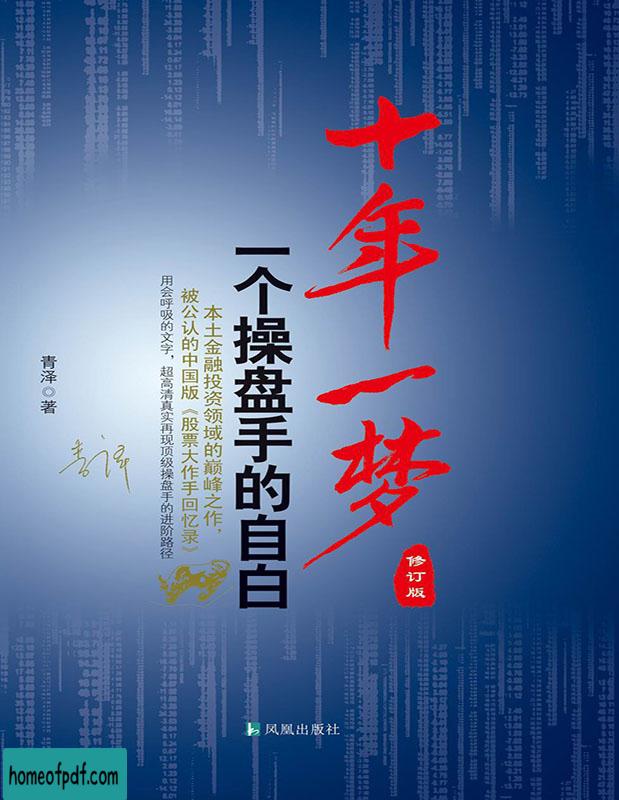 十年一梦
修订版
一个操盘手的自白
本土金融投资领域的巅峰之作，
被公认的中国版《股票大作手回忆录》
用会呼吸的文字，超高清真实再现顶级操盘手的进阶路径
青泽◎著
青泽
凤凰出版社
homeofpdf.com